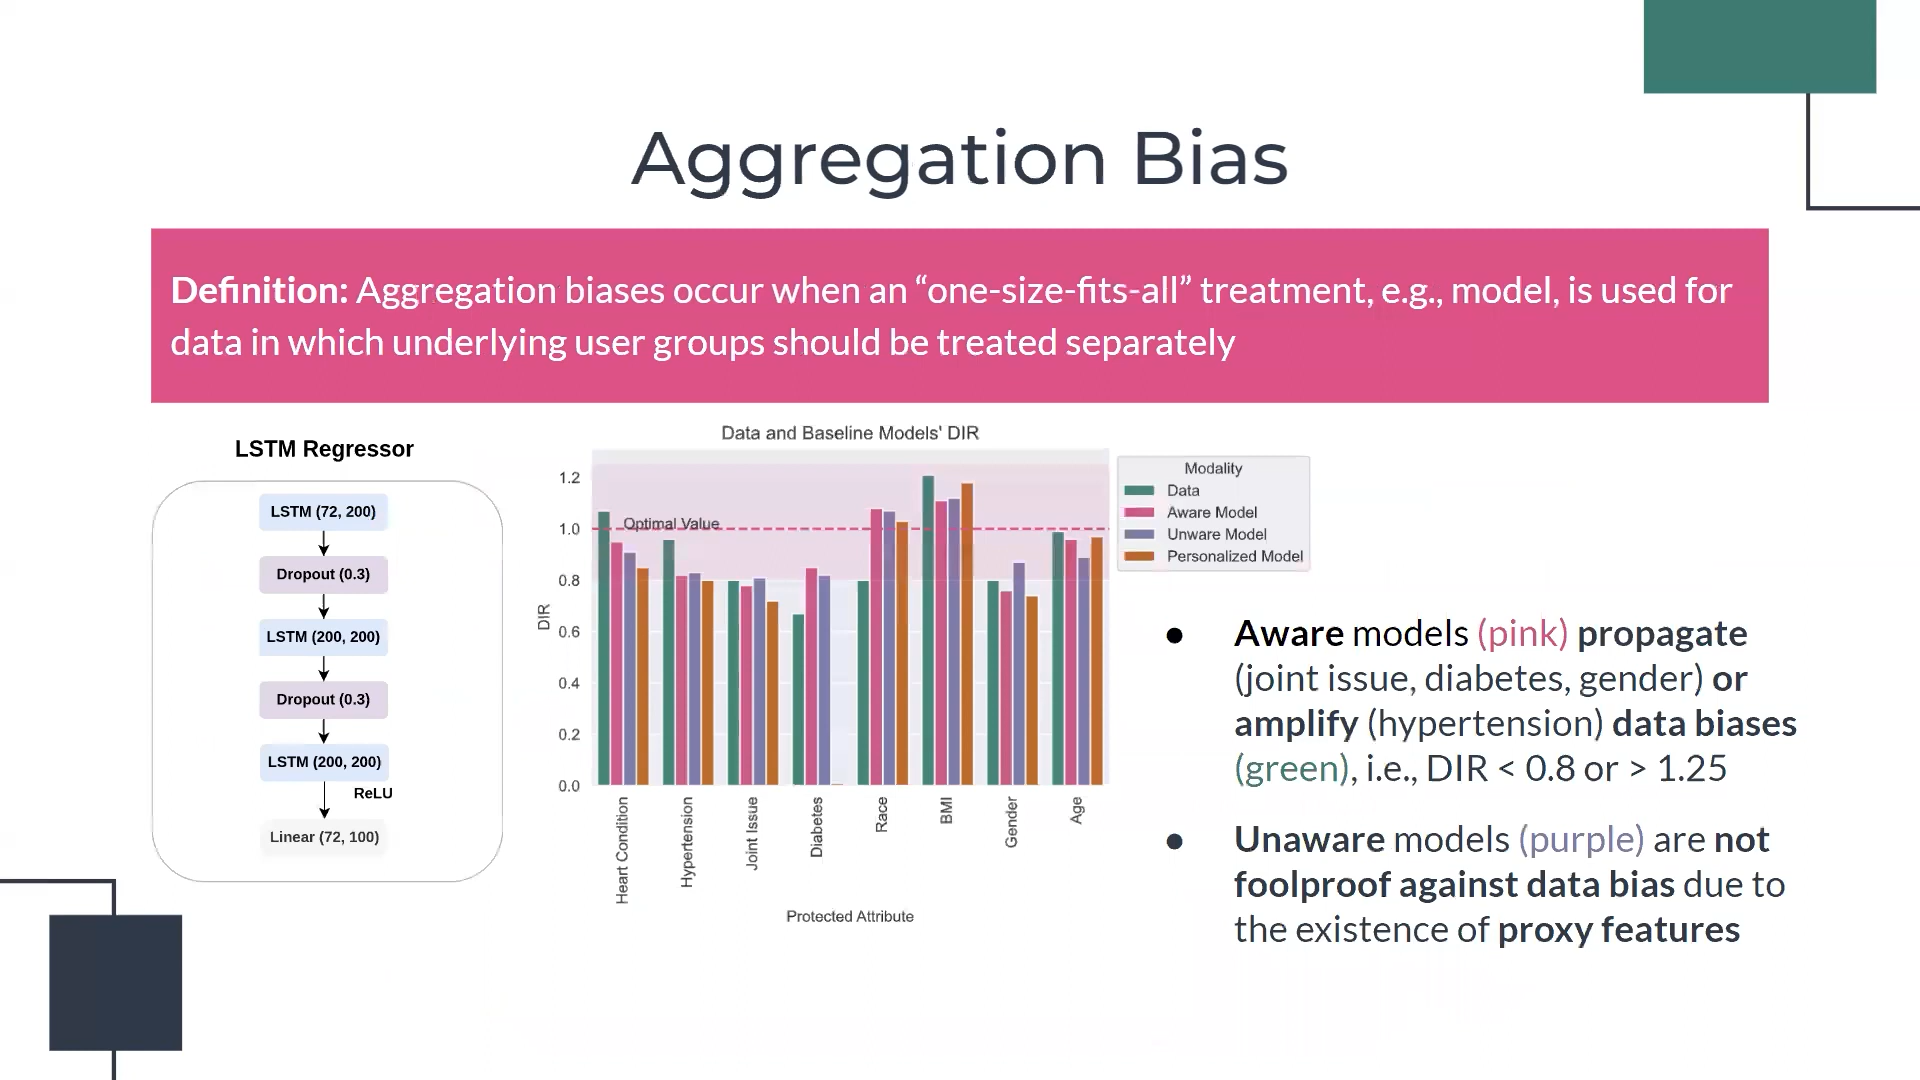 Aggregation Bias
Definition: Aggregation biases occur when an “one-size-fits-all” treatment, e.g., model, is used for
data in which underlying user groups should be treated separately
LSTM Regressor
LSTM (72, 200)
Dropout (0.3)
LSTM (200, 200)
Dropout (0.3)
LSTM (200, 200)
ReLU
Linear (72, 100)
Data and Baseline Models' DIR
DIR
1.2
1.0
0.8
0.6
0.4
0.2
0.0
Optimal Value
Heart Condition
Hypertension
Joint Issue
Diabetes
Race
BMI
Gender
Age
Protected Attribute
Modality
Data
Aware Model
Unware Model
Personalized Model
● Aware models (pink) propagate
(joint issue, diabetes, gender) or
amplify (hypertension) data biases
(green), i.e., DIR < 0.8 or > 1.25
● Unaware models (purple) are not
foolproof against data bias due to
the existence of proxy features